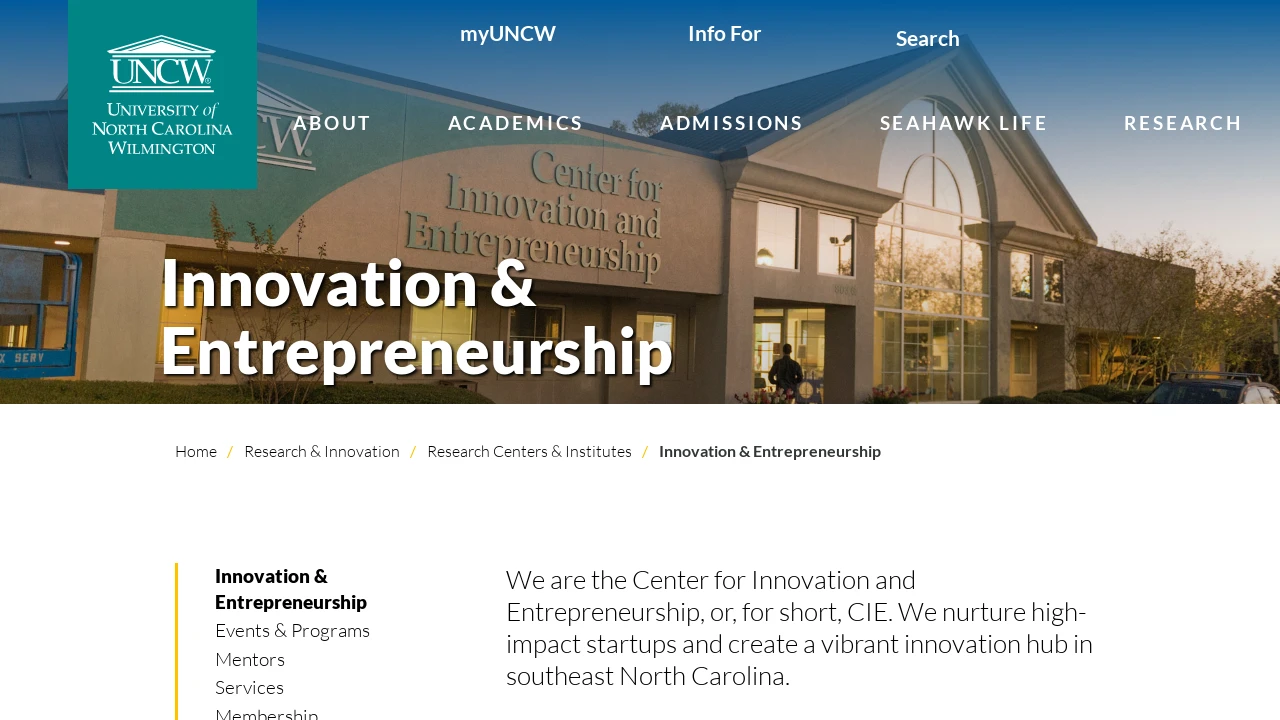 myUNCW
Info For
Search
UNCW®
UNIVERSITY of
NORTH CAROLINA
WILMINGTON
ABOUT
ACADEMICS
ADMISSIONS
SEAHAWK LIFE
RESEARCH
Center for
Innovation and
Entrepreneurship
Innovation &
Entrepreneurship
X SERV
Home / Research & Innovation / Research Centers & Institutes / Innovation & Entrepreneurship
Innovation &
Entrepreneurship
Events & Programs
Mentors
Services
Membership
We are the Center for Innovation and
Entrepreneurship, or, for short, CIE. We nurture high-
impact startups and create a vibrant innovation hub in
southeast North Carolina.